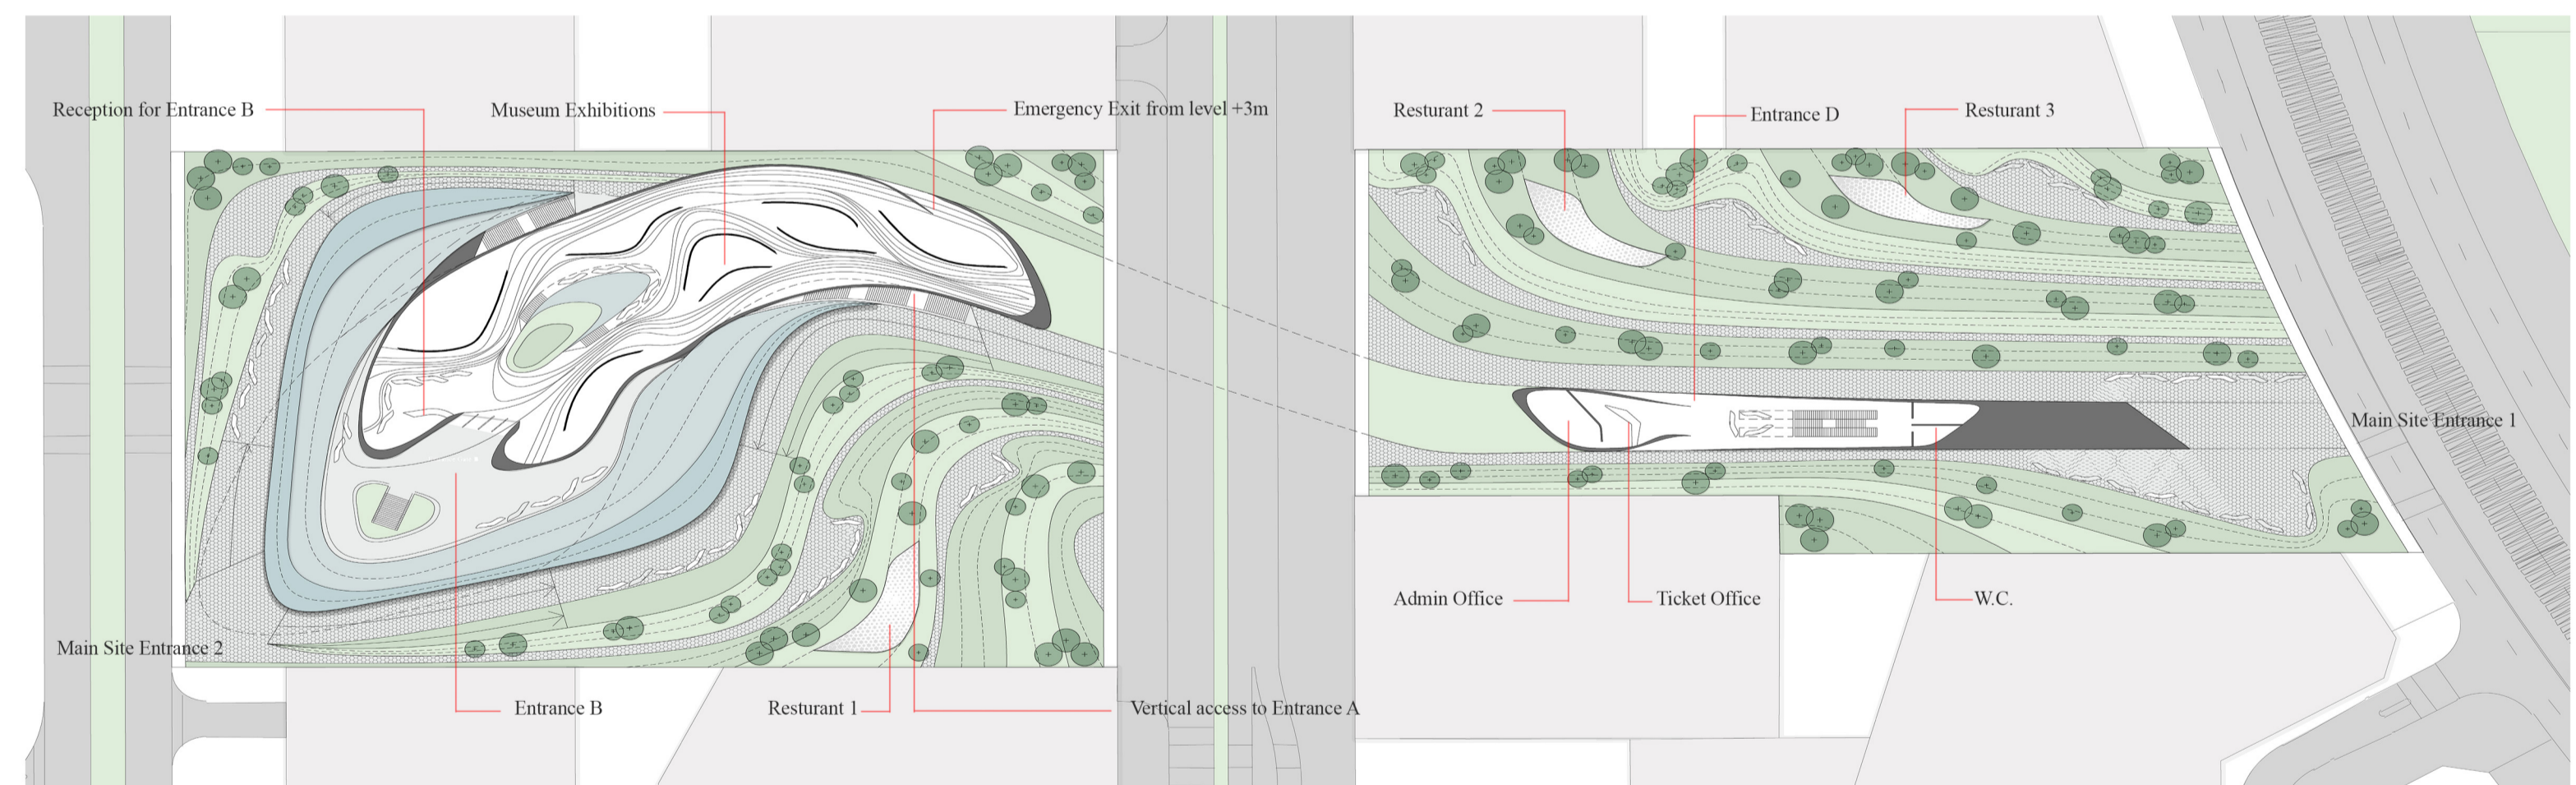 Reception for Entrance B
Museum Exhibitions
Emergency Exit from level +3m
Resturant 2
Entrance D
Resturant 3
Main Site Entrance 1
Admin Office
Ticket Office
W.C.
Main Site Entrance 2
Entrance B
Resturant 1
Vertical access to Entrance A